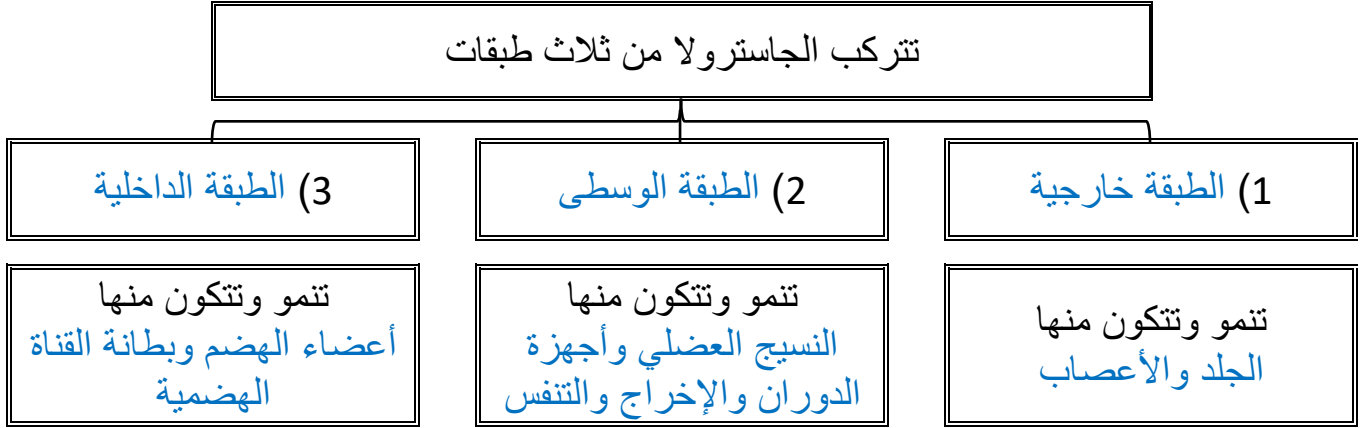 تتركب الجاسترولا من ثلاث طبقات
1) الطبقة خارجية
2) الطبقة الوسطى
3) الطبقة الداخلية
تنمو وتتكون منها
الجلد والأعصاب
تنمو وتتكون منها
النسيج العضلي وأجهزة
الدوران والإخراج والتنفس
تنمو وتتكون منها
أعضاء الهضم وبطانة القناة
الهضمية